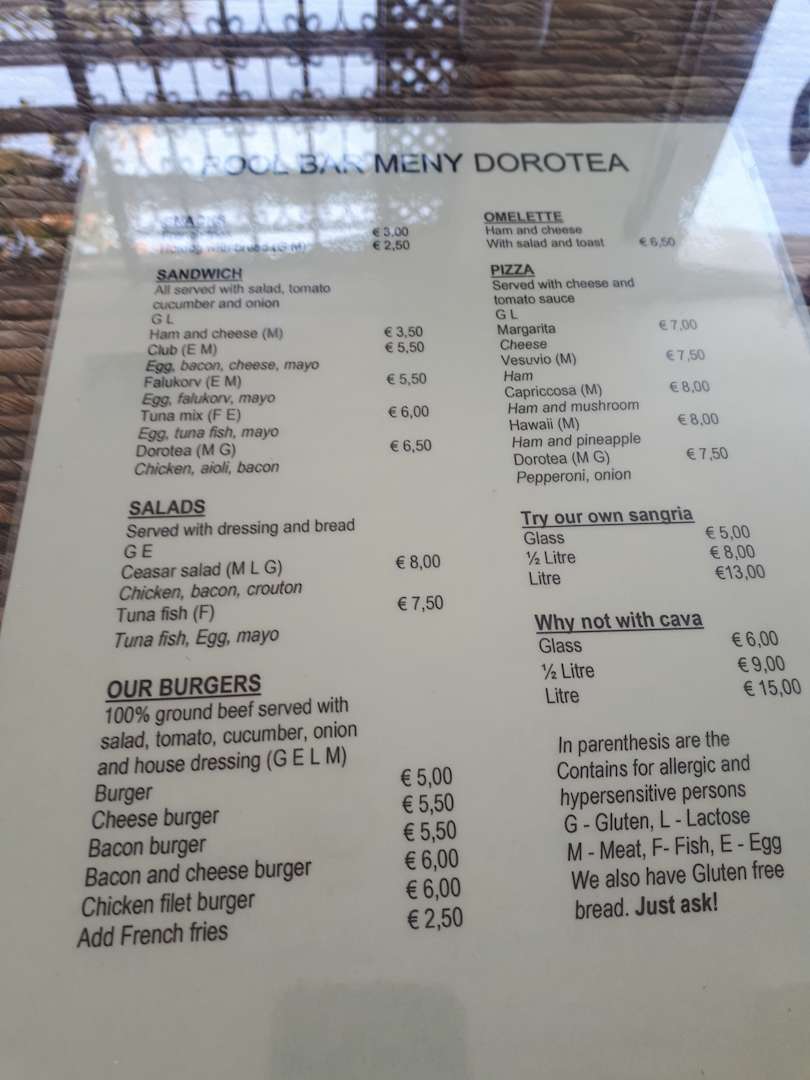 POOL BAR MENY DOROTEA
SNACKS
€ 3,00
with bread (G M) € 2,50
SANDWICH
All served with salad, tomato
cucumber and onion
G L
Ham and cheese (M) € 3,50
Club (E M) € 5,50
Egg, bacon, cheese, mayo
Falukorv (E M) € 5,50
Egg, falukorv, mayo
Tuna mix (F E) € 6,00
Egg, tuna fish, mayo
Dorotea (M G) € 6,50
Chicken, aioli, bacon
SALADS
Served with dressing and bread
G E
Ceasar salad (M L G) € 8,00
Chicken, bacon, crouton
Tuna fish (F) € 7,50
Tuna fish, Egg, mayo
OUR BURGERS
100% ground beef served with
salad, tomato, cucumber, onion
and house dressing (G E L M)
Burger € 5,00
Cheese burger € 5,50
Bacon burger € 5,50
Bacon and cheese burger € 6,00
Chicken filet burger € 6,00
Add French fries € 2,50
OMELETTE
Ham and cheese
With salad and toast € 6,50
PIZZA
Served with cheese and
tomato sauce
G L
Margarita € 7,00
Cheese
Vesuvio (M) € 7,50
Ham
Capriccosa (M) € 8,00
Ham and mushroom
Hawaii (M) € 8,00
Ham and pineapple
Dorotea (M G) € 7,50
Pepperoni, onion
Try our own sangria
Glass € 5,00
½ Litre € 8,00
Litre €13,00
Why not with cava
Glass € 6,00
½ Litre € 9,00
Litre € 15,00
In parenthesis are the
Contains for allergic and
hypersensitive persons
G - Gluten, L - Lactose
M - Meat, F- Fish, E - Egg
We also have Gluten free
bread. Just ask!